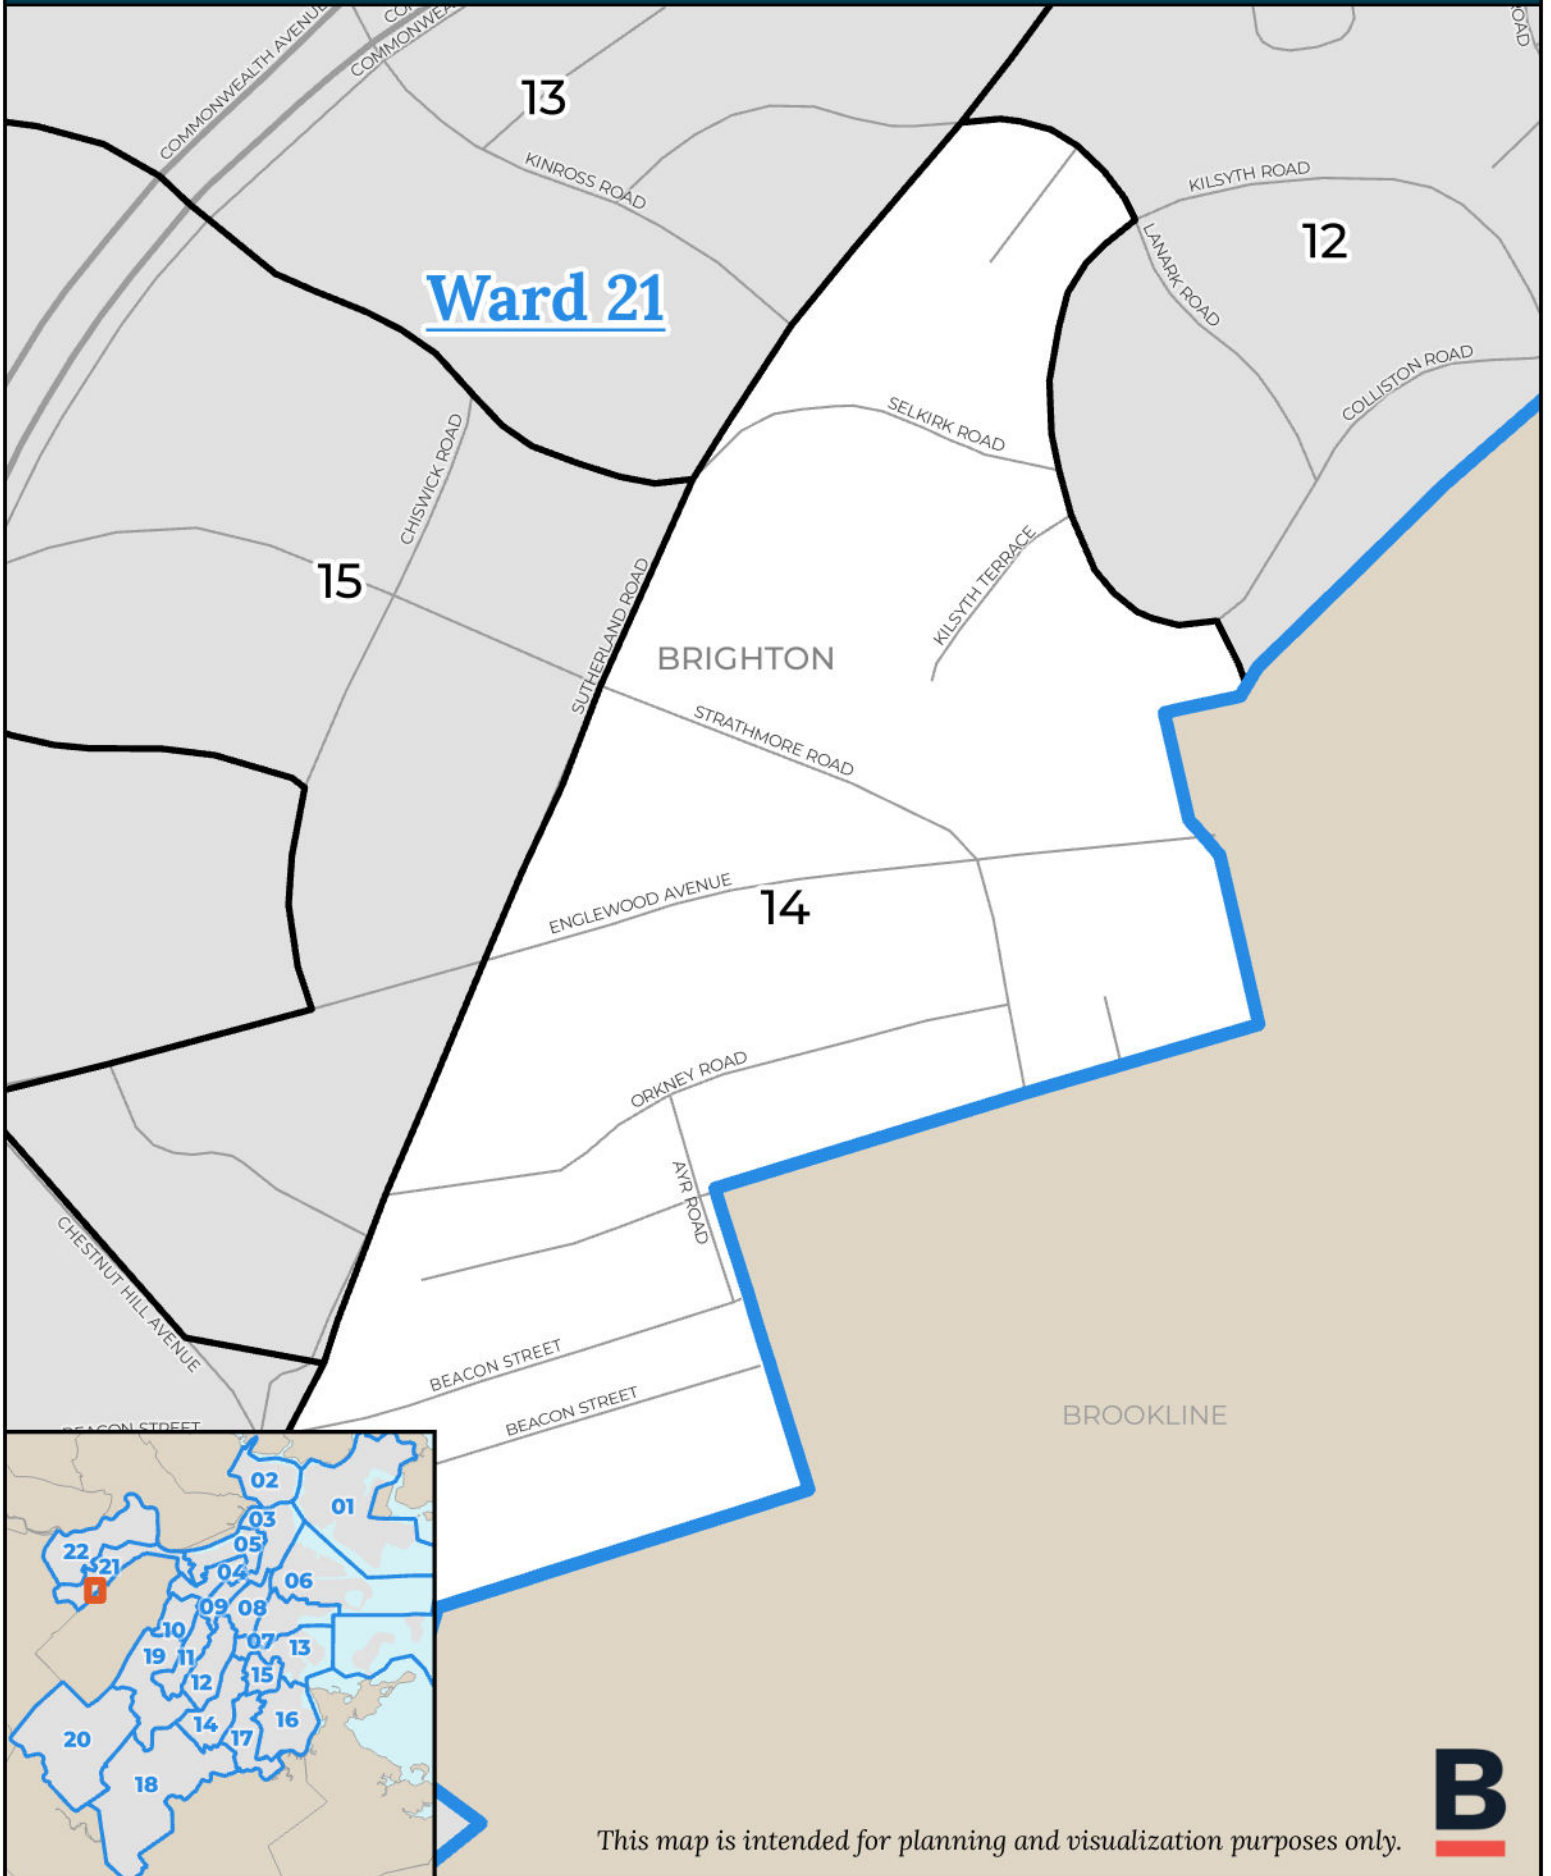 COMMONWEALTH AVENUE
13
KINROSS ROAD
KILSYTH ROAD
12
LANARK ROAD
Ward 21
COLLISTON ROAD
SELKIRK ROAD
CHISWICK ROAD
15
KILSYTH TERRACE
SUTHERLAND ROAD
BRIGHTON
STRATHMORE ROAD
ENGLEWOOD AVENUE
14
ORKNEY ROAD
AYR ROAD
CHESTNUT HILL AVENUE
BEACON STREET
BEACON STREET
BROOKLINE
BEACON STREET
02
01
03
05
22
21
04
06
09
08
10
07
13
19
11
12
15
14
16
17
20
18
This map is intended for planning and visualization purposes only.
B